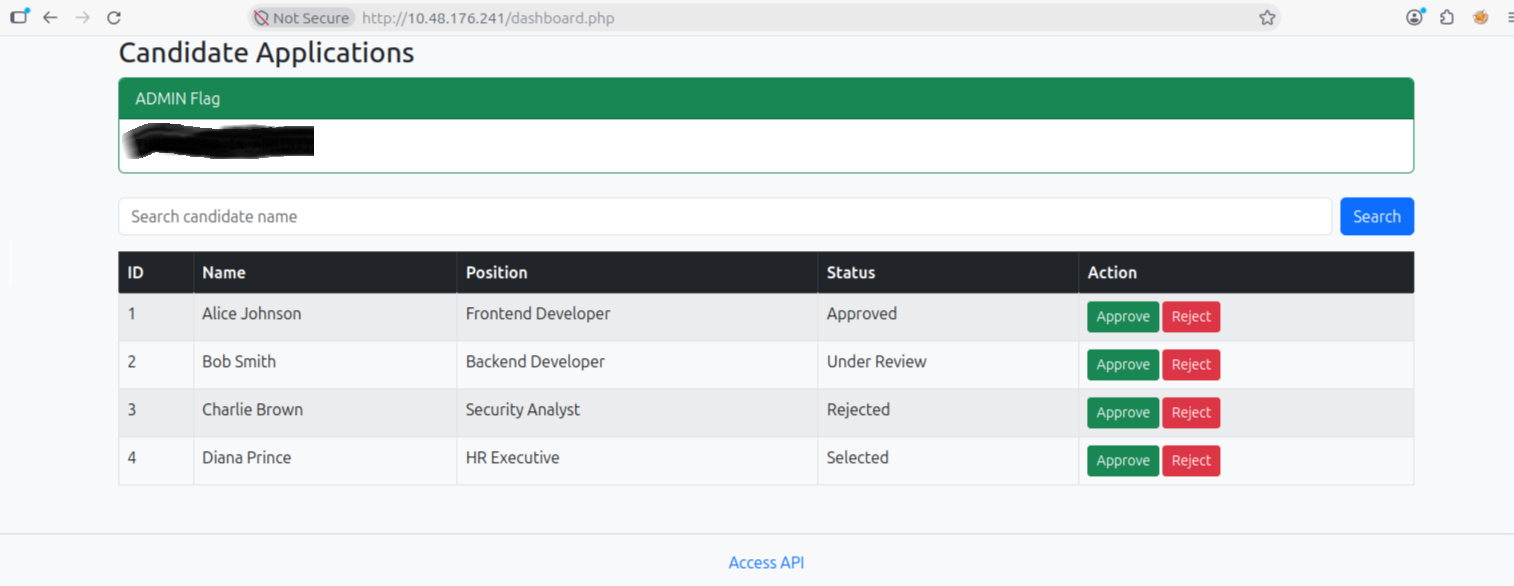 Not Secure http://10.48.176.241/dashboard.php
Candidate Applications
ADMIN Flag
Search candidate name Search
ID Name Position Status Action
1 Alice Johnson Frontend Developer Approved Approve Reject
2 Bob Smith Backend Developer Under Review Approve Reject
3 Charlie Brown Security Analyst Rejected Approve Reject
4 Diana Prince HR Executive Selected Approve Reject
Access API